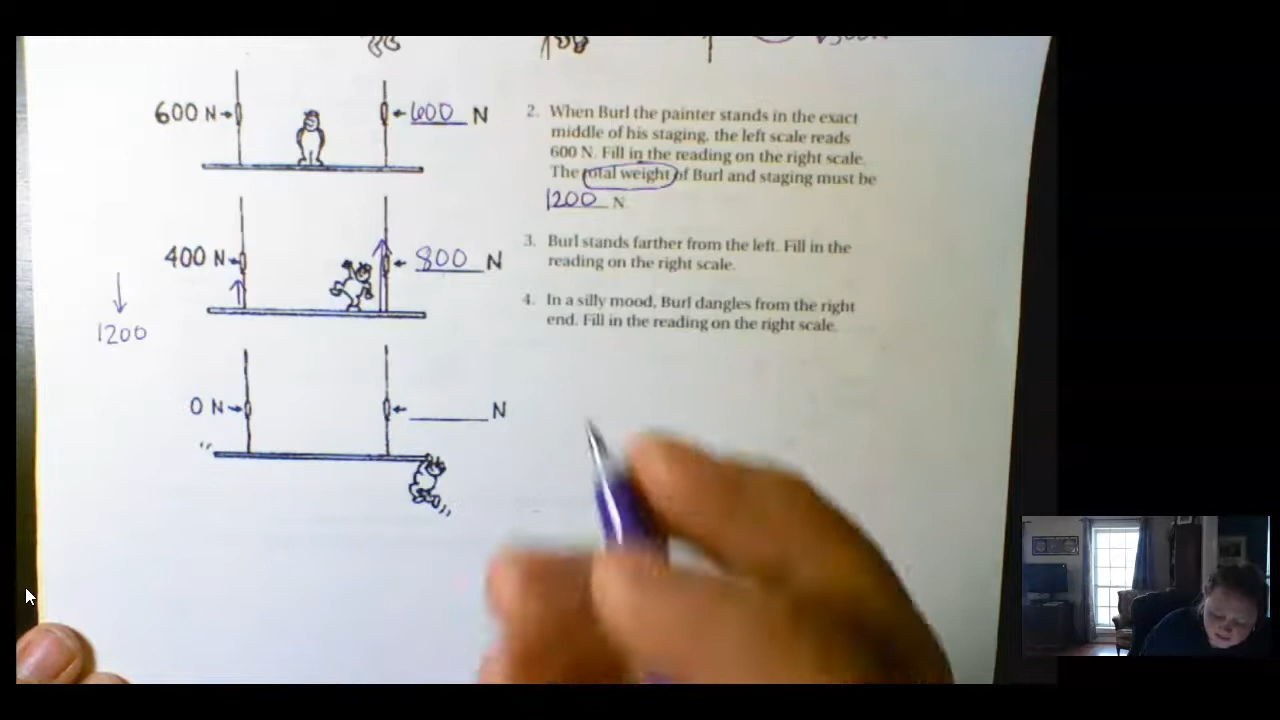 600 N
600 N
2. When Burl the painter stands in the exact
middle of his staging, the left scale reads
600 N. Fill in the reading on the right scale.
The total weight of Burl and staging must be
1200 N.
400 N
800 N
1200
3. Burl stands farther from the left. Fill in the
reading on the right scale.
4. In a silly mood, Burl dangles from the right
end. Fill in the reading on the right scale.
0 N
N